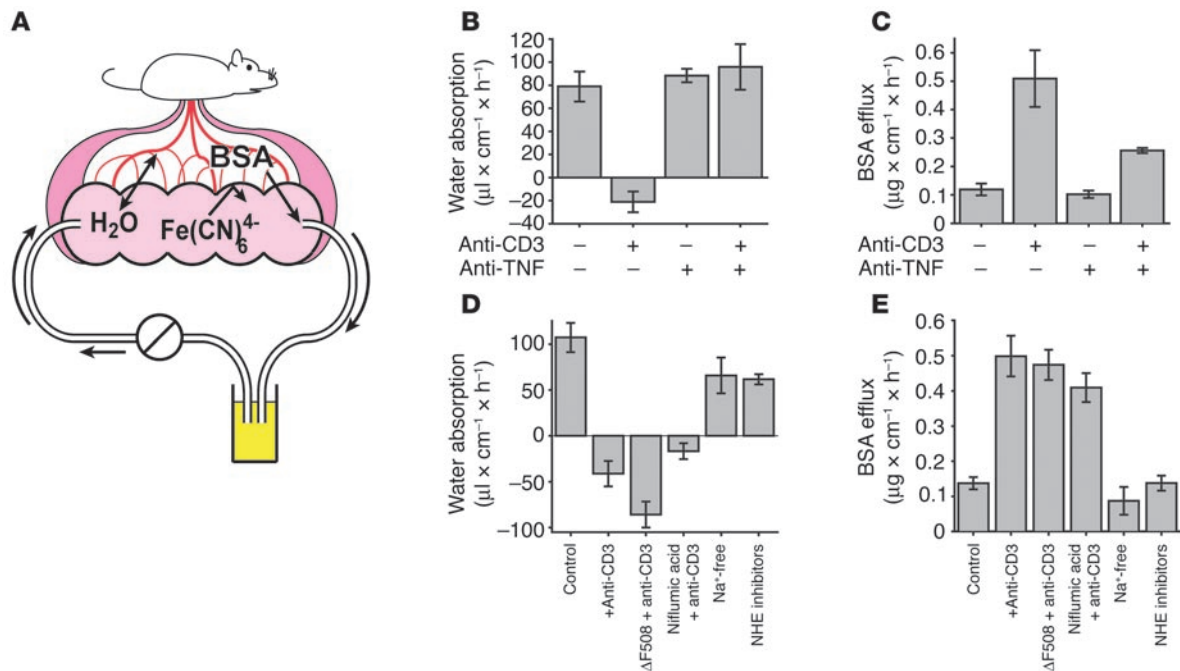 A
BSA
H₂O
Fe(CN)₆⁴⁻
B
Water absorption
(µl × cm⁻¹ × h⁻¹)
120
100
80
60
40
20
0
−20
−40
Anti-CD3 − + − +
Anti-TNF − − + +
C
BSA efflux
(µg × cm⁻¹ × h⁻¹)
0.6
0.5
0.4
0.3
0.2
0.1
0
Anti-CD3 − + − +
Anti-TNF − − + +
D
Water absorption
(µl × cm⁻¹ × h⁻¹)
100
50
0
−50
−100
Control
+Anti-CD3
ΔF508 + anti-CD3
Niflumic acid
+ anti-CD3
Na⁺-free
NHE inhibitors
E
BSA efflux
(µg × cm⁻¹ × h⁻¹)
0.6
0.5
0.4
0.3
0.2
0.1
0
Control
+Anti-CD3
ΔF508 + anti-CD3
Niflumic acid
+ anti-CD3
Na⁺-free
NHE inhibitors